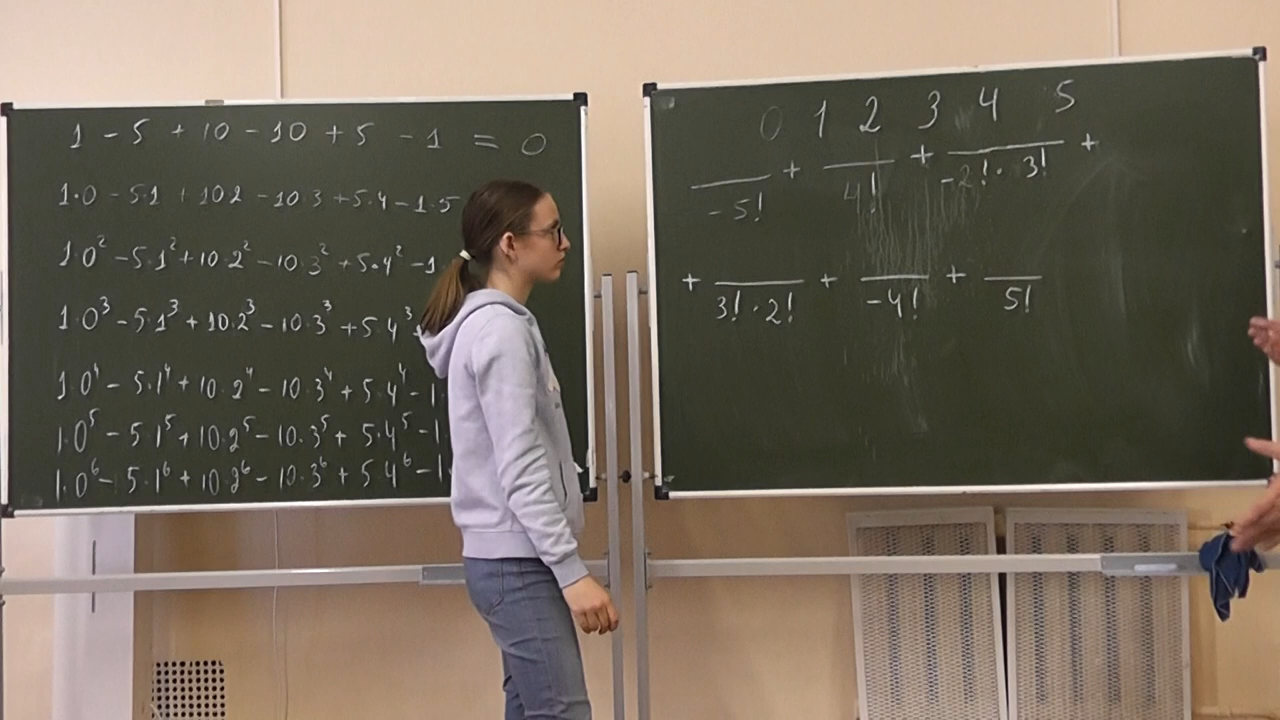 1 - 5 + 10 - 10 + 5 - 1 = 0
1·0 - 5·1 + 10·2 - 10·3 + 5·4 - 1·5
1·0² - 5·1² + 10·2² - 10·3² + 5·4² - 1
1·0³ - 5·1³ + 10·2³ - 10·3³ + 5·4³
1·0⁴ - 5·1⁴ + 10·2⁴ - 10·3⁴ + 5·4⁴ - 1
1·0⁵ - 5·1⁵ + 10·2⁵ - 10·3⁵ + 5·4⁵ - 1
1·0⁶ - 5·1⁶ + 10·2⁶ - 10·3⁶ + 5·4⁶ - 1·
0 1 2 3 4 5
+ + +
-5! 4! -2!·3!
+ + +
3!·2! -4! 5!